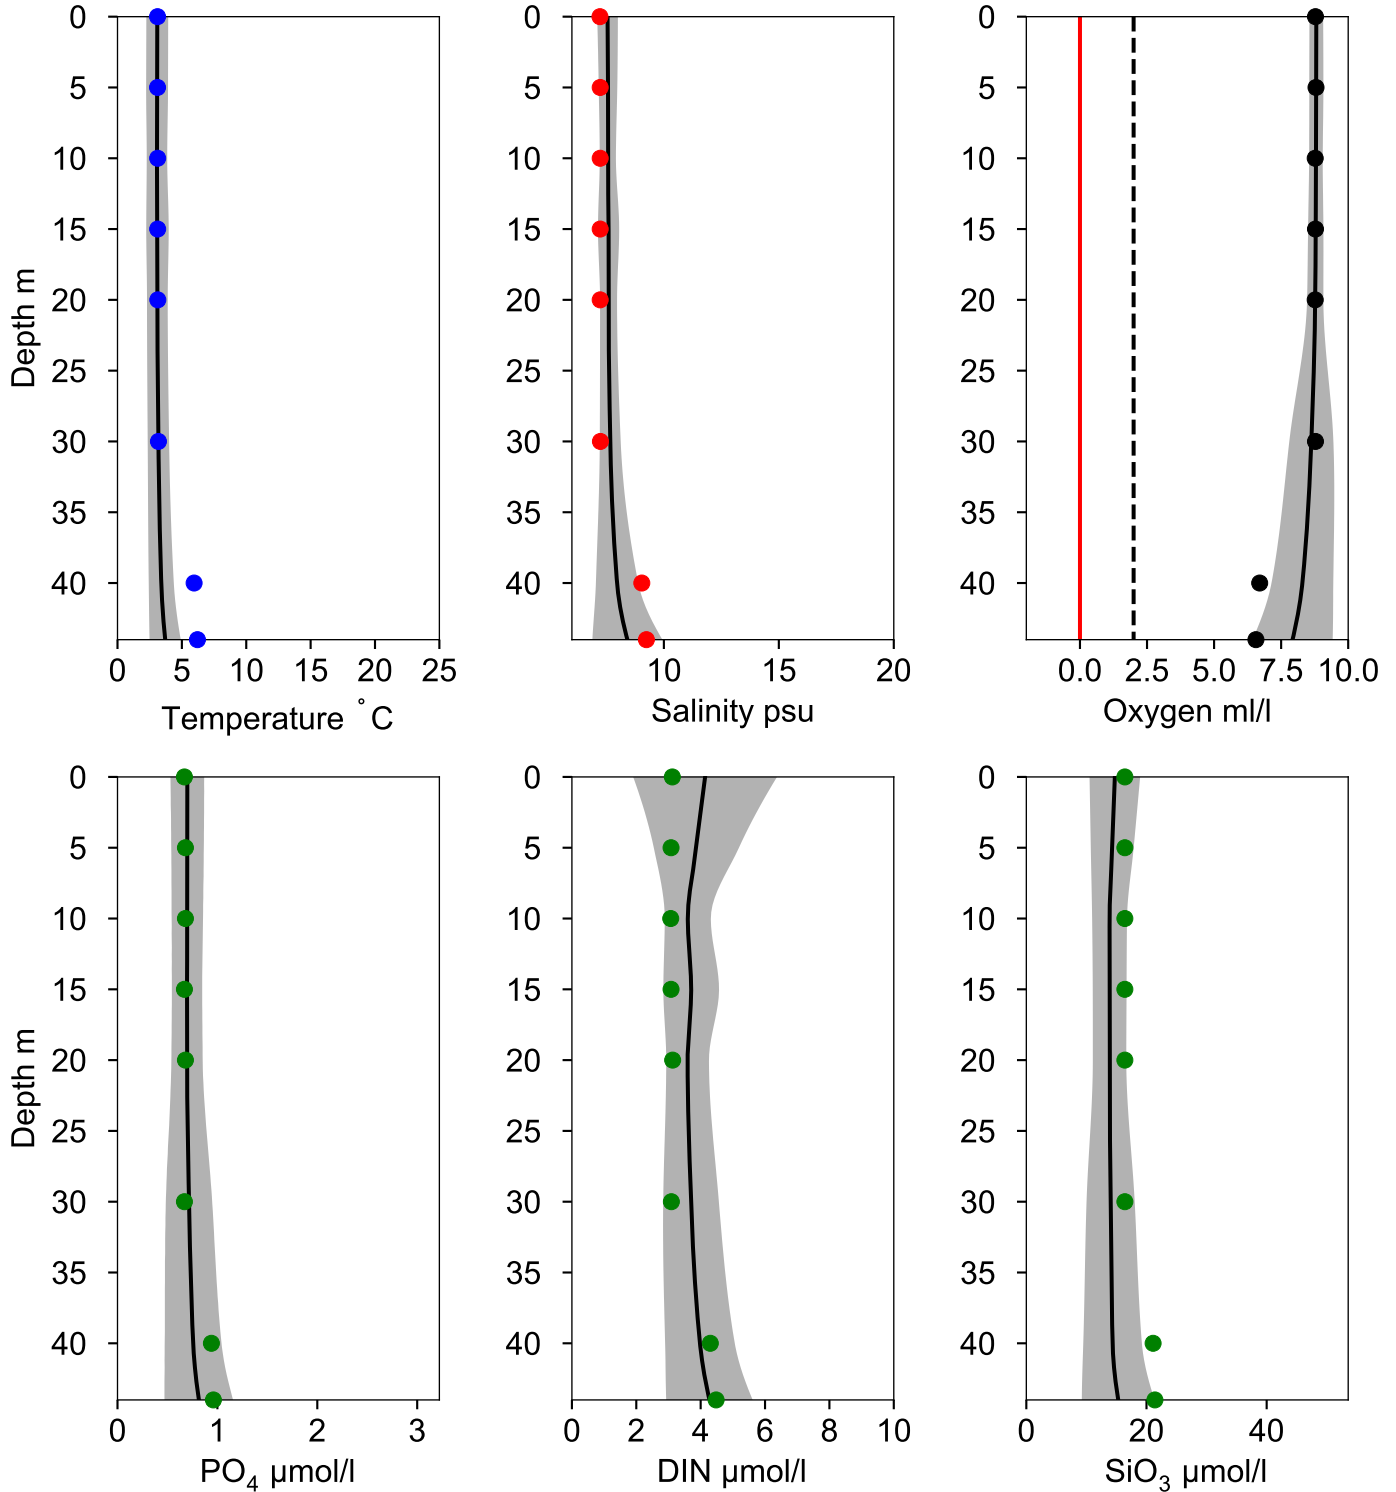 0 0 0
5 5 5
10 10 10
15 15 15
20 20 20
25 25 25
30 30 30
35 35 35
40 40 40
Depth m
0 5 10 15 20 25 10 15 20 0.0 2.5 5.0 7.5 10.0
Temperature °C Salinity psu Oxygen ml/l
0 0 0
5 5 5
10 10 10
15 15 15
20 20 20
25 25 25
30 30 30
35 35 35
40 40 40
Depth m
0 1 2 3 0 2 4 6 8 10 0 20 40
PO₄ µmol/l DIN µmol/l SiO₃ µmol/l